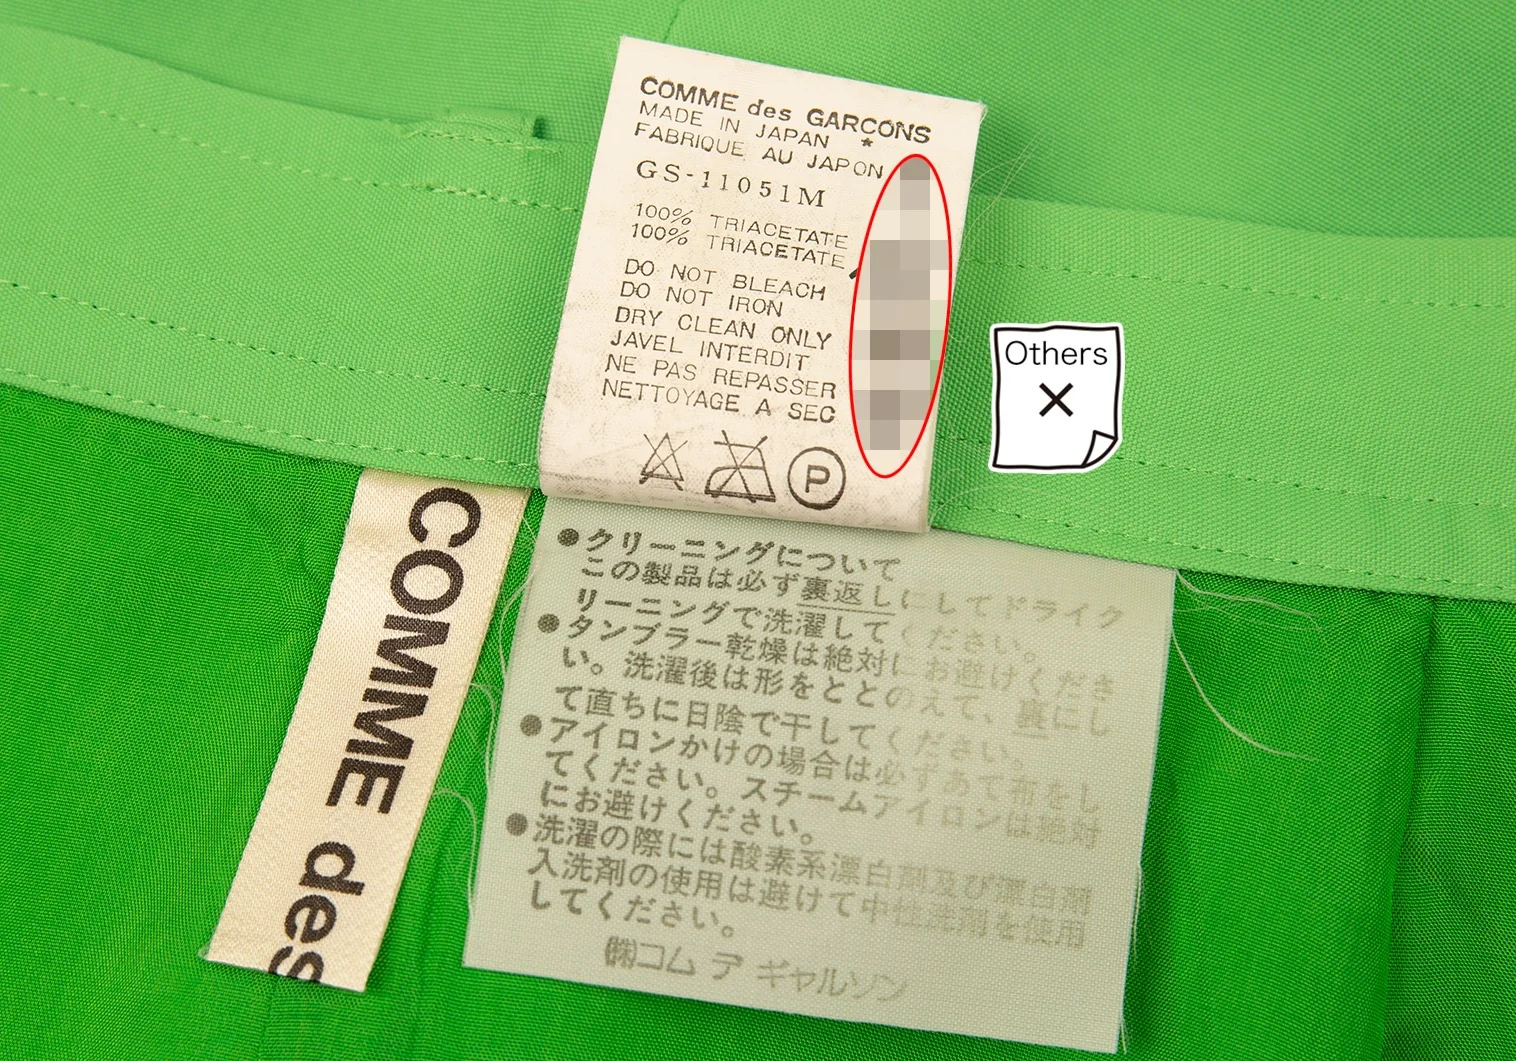 COMME des GARCONS
MADE IN JAPAN ★
FABRIQUE AU JAPON
GS-11051M
100% TRIACETATE
100% TRIACETATE
DO NOT BLEACH
DO NOT IRON
DRY CLEAN ONLY
JAVEL INTERDIT
NE PAS REPASSER
NETTOYAGE A SEC
P
Others
×
COMME des
●クリーニングについて
この製品は必ず裏返しにしてドライク
リーニングで洗濯してください。
●タンブラー乾燥は絶対にお避けくださ
い。洗濯後は形をととのえて、裏にし
て直ちに日陰で干してください。
●アイロンかけの場合は必ずあて布をし
てください。スチームアイロンは絶対
にお避けください。
●洗濯の際には酸素系漂白剤及び漂白剤
入洗剤の使用は避けて中性洗剤を使用
してください。
㈱コム デ ギャルソン